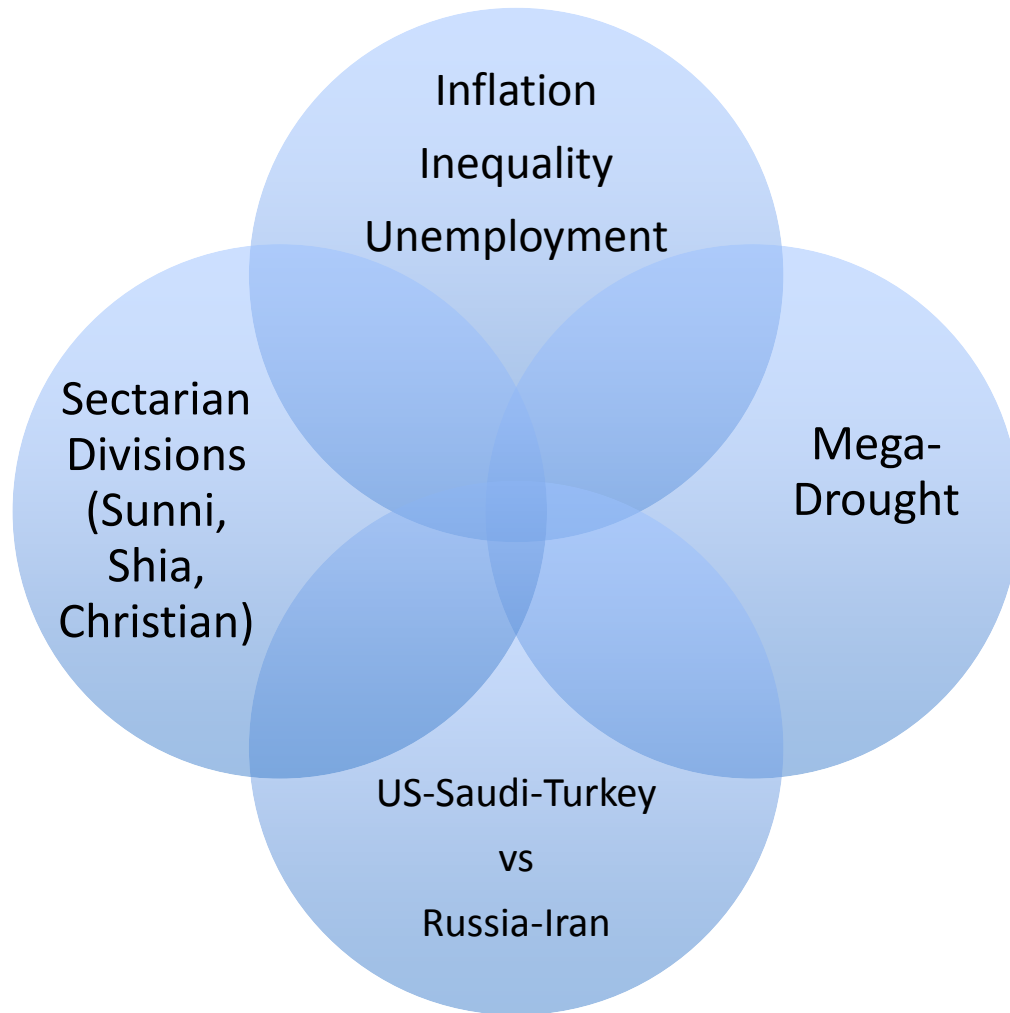 Inflation
Inequality
Unemployment
Sectarian
Divisions
(Sunni,
Shia,
Christian)
Mega-
Drought
US-Saudi-Turkey
vs
Russia-Iran